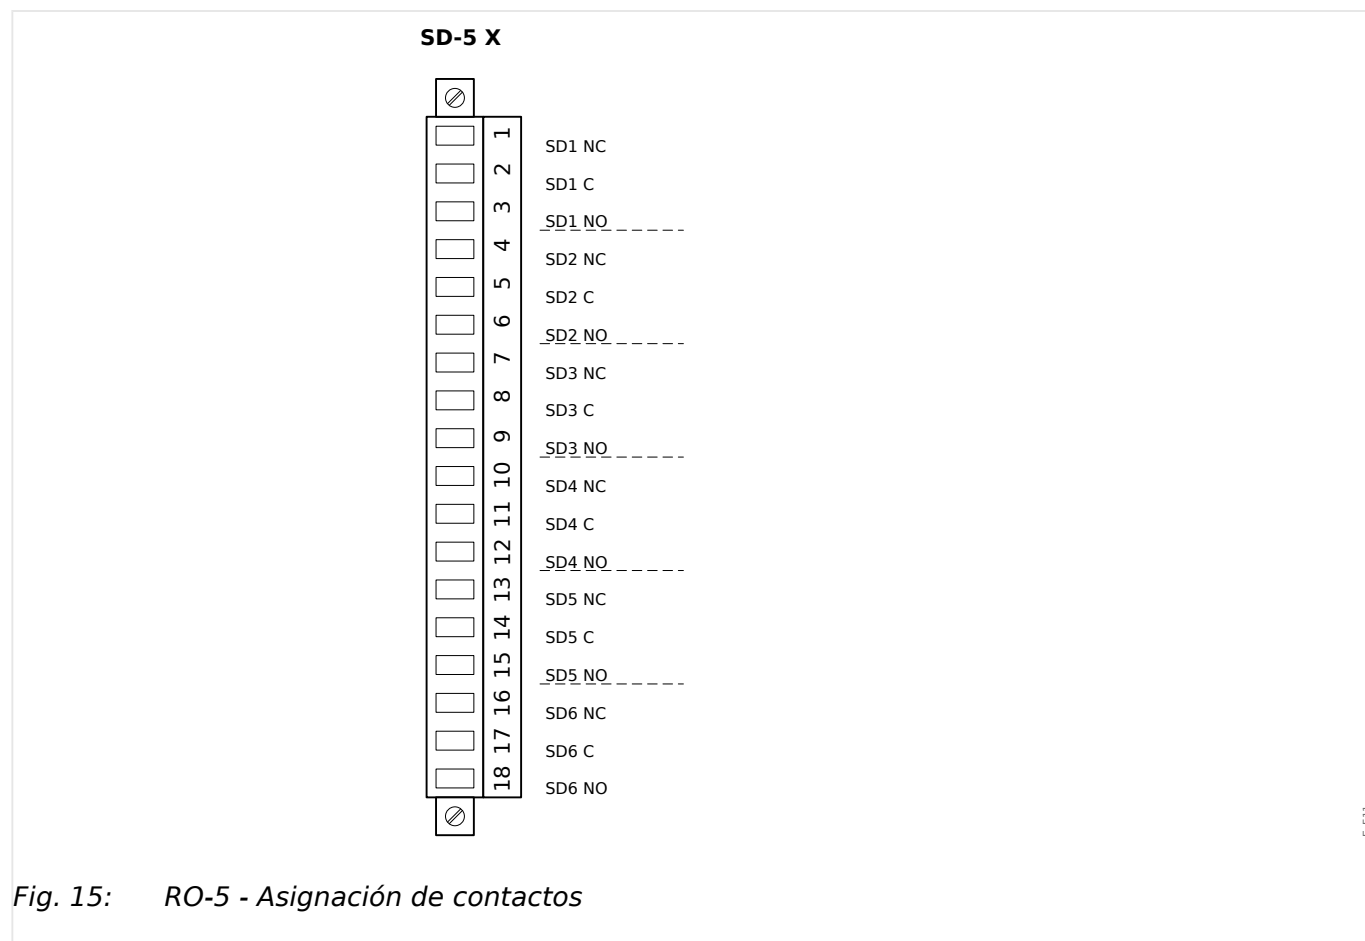 SD-5 X
1 SD1 NC
2 SD1 C
3 SD1 NO
4 SD2 NC
5 SD2 C
6 SD2 NO
7 SD3 NC
8 SD3 C
9 SD3 NO
10 SD4 NC
11 SD4 C
12 SD4 NO
13 SD5 NC
14 SD5 C
15 SD5 NO
16 SD6 NC
17 SD6 C
18 SD6 NO
Fig. 15: RO-5 - Asignación de contactos